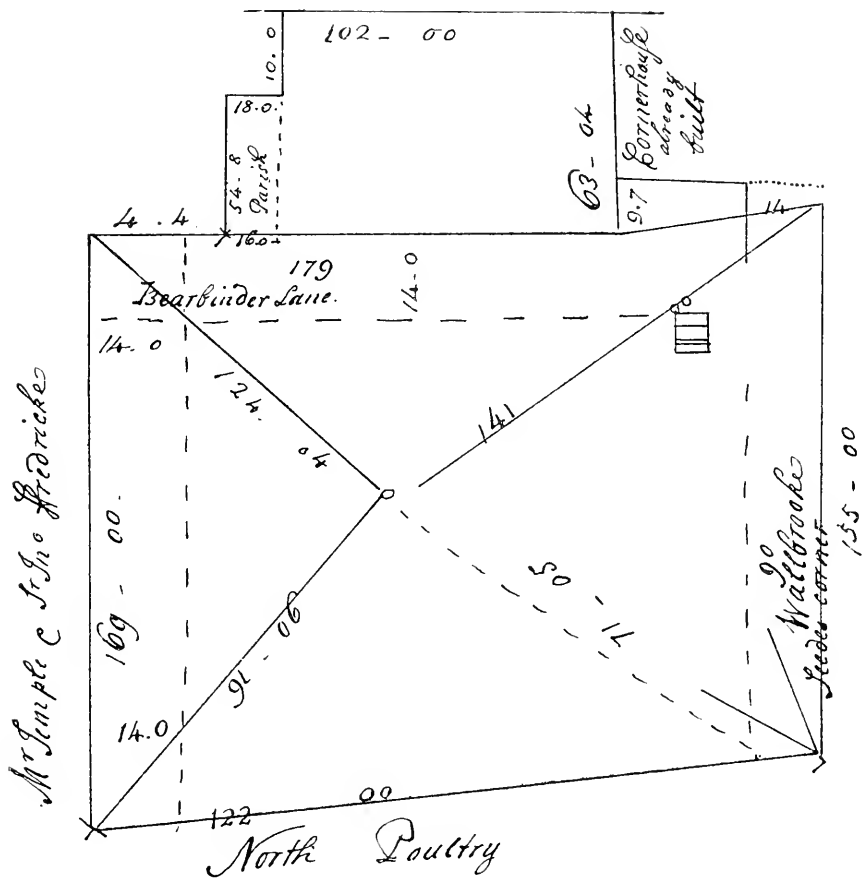 102 - 00
10.0
18.0
54-8
Parish
16.0
63-04
Cornerhouse
already
built
9.7
14
4.4
179
Bearbinder Lane.
14-0
14.0
124.04
141
Mr Temple C Sr Jno Fredricke
169 - 00.
14.0
71 - 05
90
Wallbrooke
Leedes corner
155 - 00
122
00
North Poultry